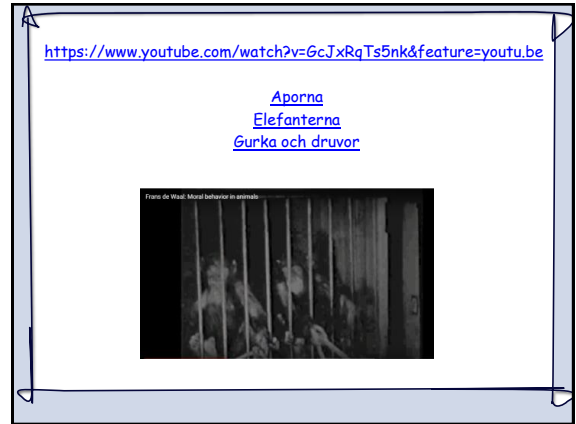 https://www.youtube.com/watch?v=GcJxRqTs5nk&feature=youtu.be
Aporna
Elefanterna
Gurka och druvor
Frans de Waal: Moral behavior in animals